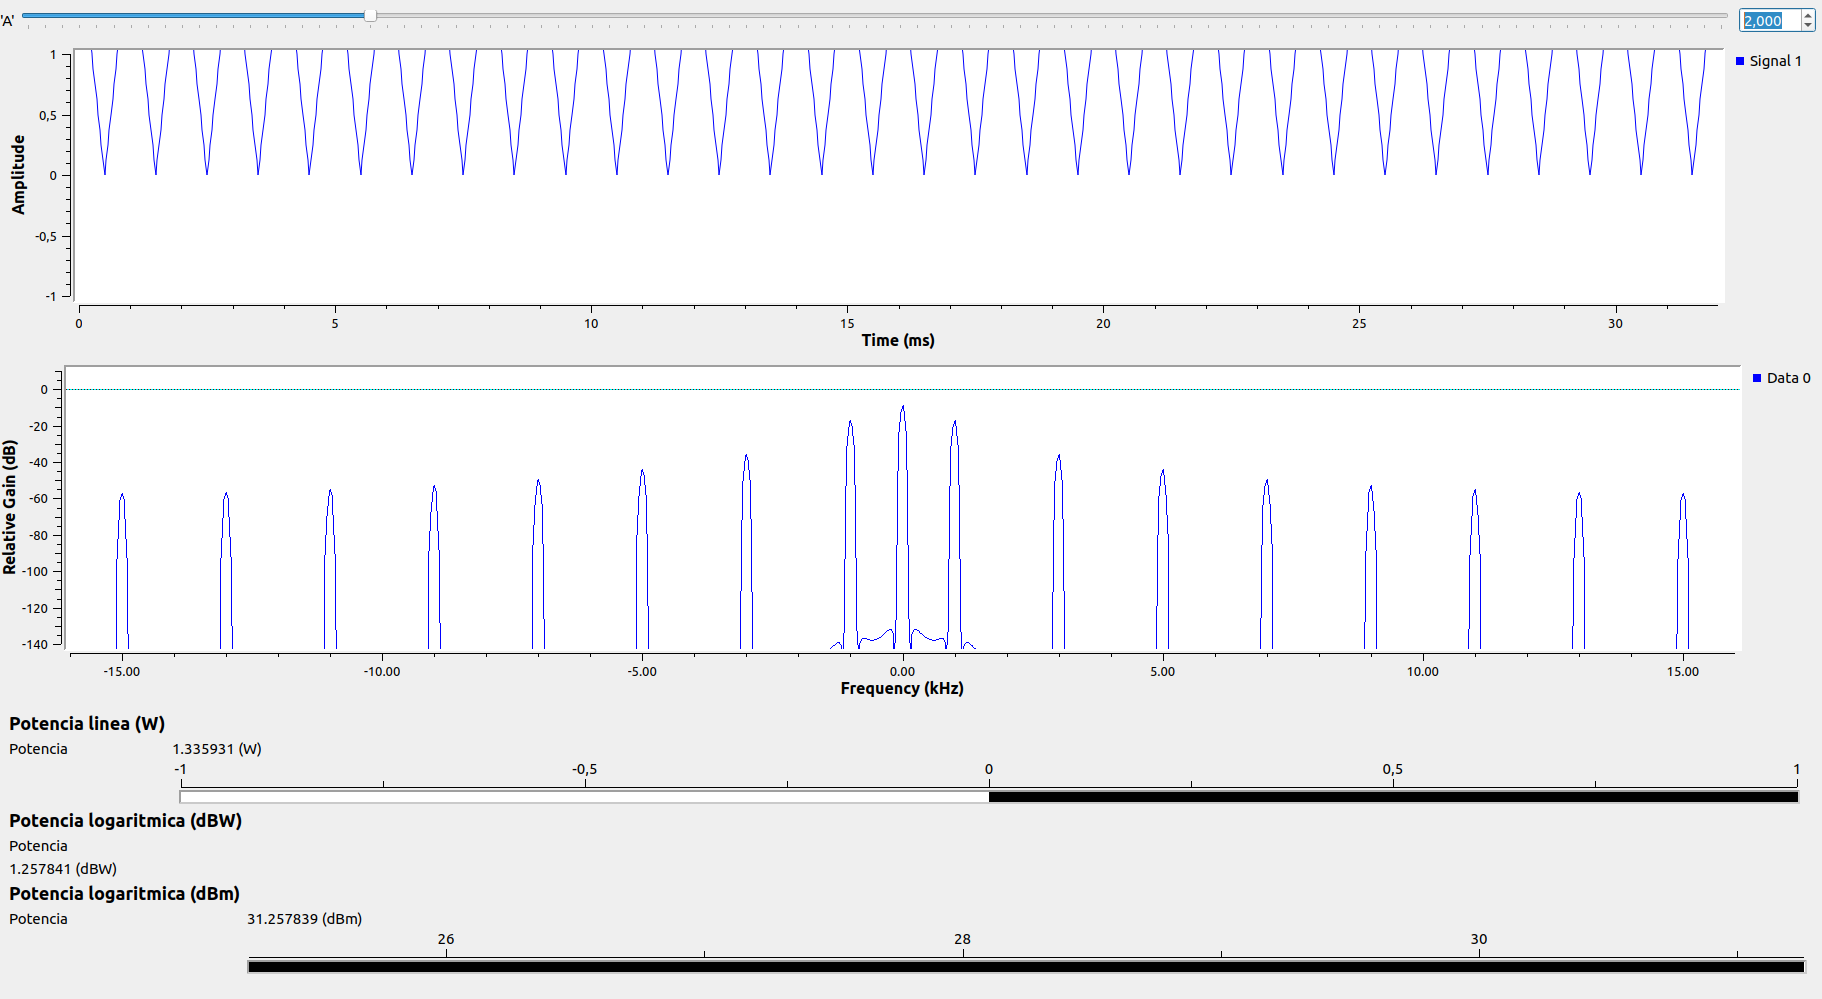 'A' 2,000
1
0,5
0
-0,5
-1
Amplitude
Signal 1
0 5 10 15 20 25 30
Time (ms)
0
-20
-40
-60
-80
-100
-120
-140
Relative Gain (dB)
Data 0
-15.00 -10.00 -5.00 0.00 5.00 10.00 15.00
Frequency (kHz)
Potencia linea (W)
Potencia 1.335931 (W)
-1 -0,5 0 0,5 1
Potencia logaritmica (dBW)
Potencia
1.257841 (dBW)
Potencia logaritmica (dBm)
Potencia 31.257839 (dBm)
26 28 30